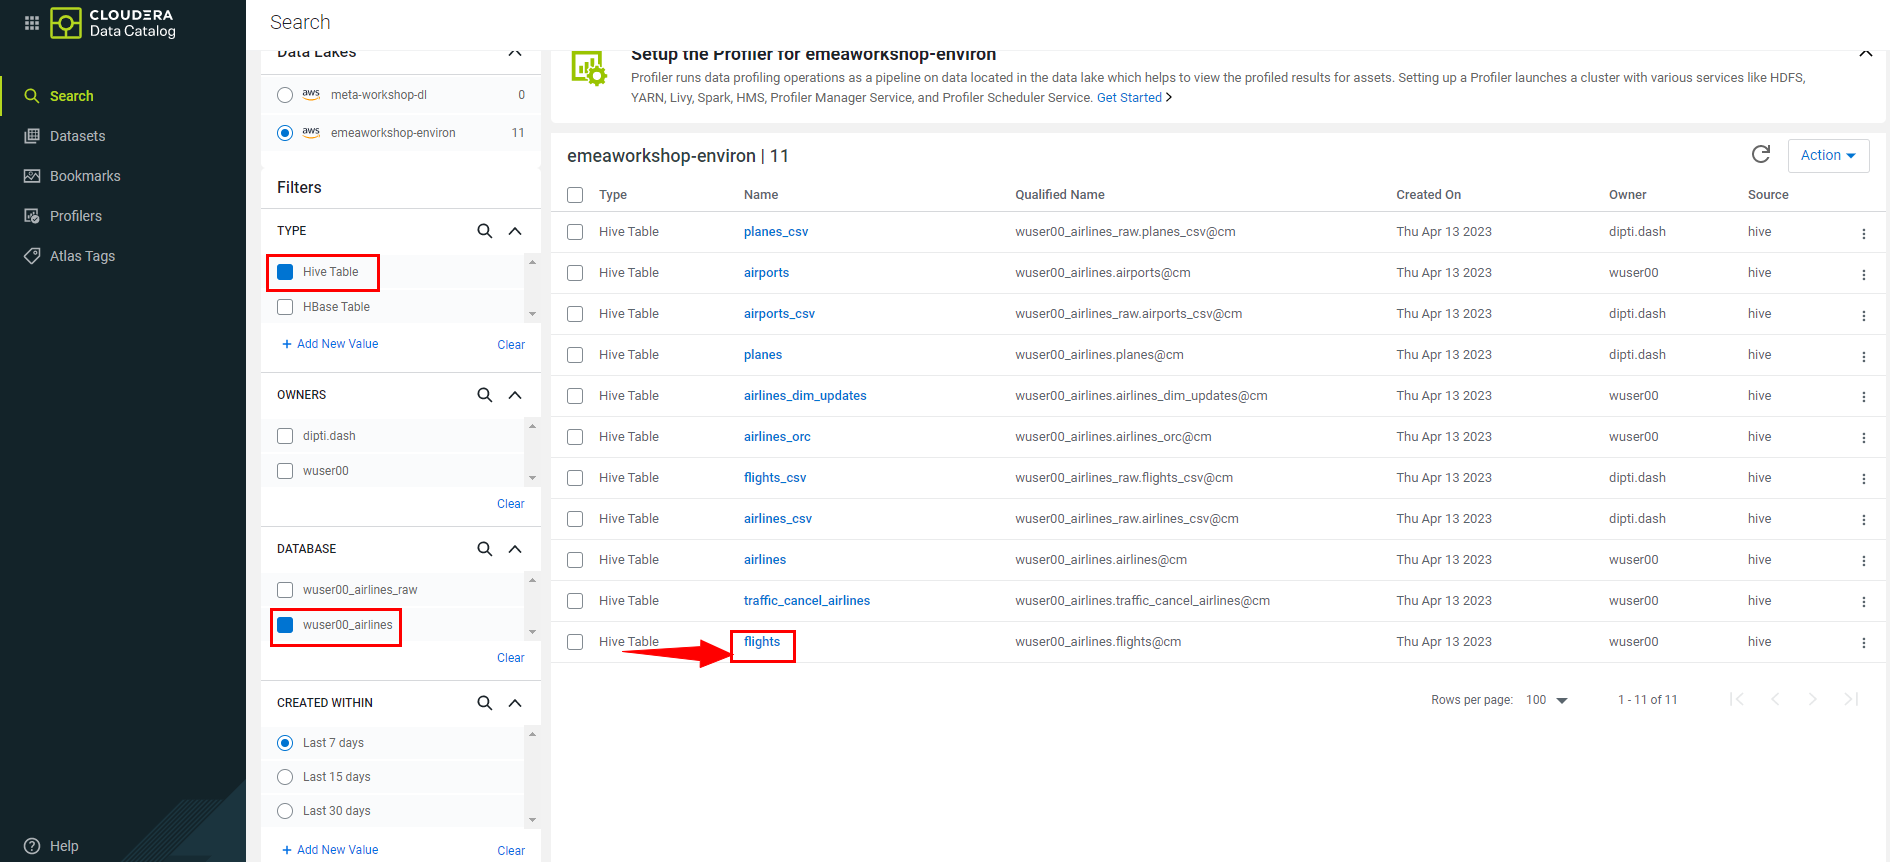 CLOUDERA
Data Catalog
Search
Datasets
Bookmarks
Profilers
Atlas Tags
Help
Search
Data Lakes
aws meta-workshop-dl 0
aws emeaworkshop-environ 11
Filters
TYPE
Hive Table
HBase Table
+ Add New Value Clear
OWNERS
dipti.dash
wuser00
Clear
DATABASE
wuser00_airlines_raw
wuser00_airlines
Clear
CREATED WITHIN
Last 7 days
Last 15 days
Last 30 days
+ Add New Value Clear
Setup the Profiler for emeaworkshop-environ
Profiler runs data profiling operations as a pipeline on data located in the data lake which helps to view the profiled results for assets. Setting up a Profiler launches a cluster with various services like HDFS,
YARN, Livy, Spark, HMS, Profiler Manager Service, and Profiler Scheduler Service. Get Started >
emeaworkshop-environ | 11
Action
Type Name Qualified Name Created On Owner Source
Hive Table planes_csv wuser00_airlines_raw.planes_csv@cm Thu Apr 13 2023 dipti.dash hive
Hive Table airports wuser00_airlines.airports@cm Thu Apr 13 2023 wuser00 hive
Hive Table airports_csv wuser00_airlines_raw.airports_csv@cm Thu Apr 13 2023 dipti.dash hive
Hive Table planes wuser00_airlines.planes@cm Thu Apr 13 2023 dipti.dash hive
Hive Table airlines_dim_updates wuser00_airlines.airlines_dim_updates@cm Thu Apr 13 2023 wuser00 hive
Hive Table airlines_orc wuser00_airlines.airlines_orc@cm Thu Apr 13 2023 wuser00 hive
Hive Table flights_csv wuser00_airlines_raw.flights_csv@cm Thu Apr 13 2023 dipti.dash hive
Hive Table airlines_csv wuser00_airlines_raw.airlines_csv@cm Thu Apr 13 2023 dipti.dash hive
Hive Table airlines wuser00_airlines.airlines@cm Thu Apr 13 2023 wuser00 hive
Hive Table traffic_cancel_airlines wuser00_airlines.traffic_cancel_airlines@cm Thu Apr 13 2023 wuser00 hive
Hive Table flights wuser00_airlines.flights@cm Thu Apr 13 2023 wuser00 hive
Rows per page: 100 1 - 11 of 11